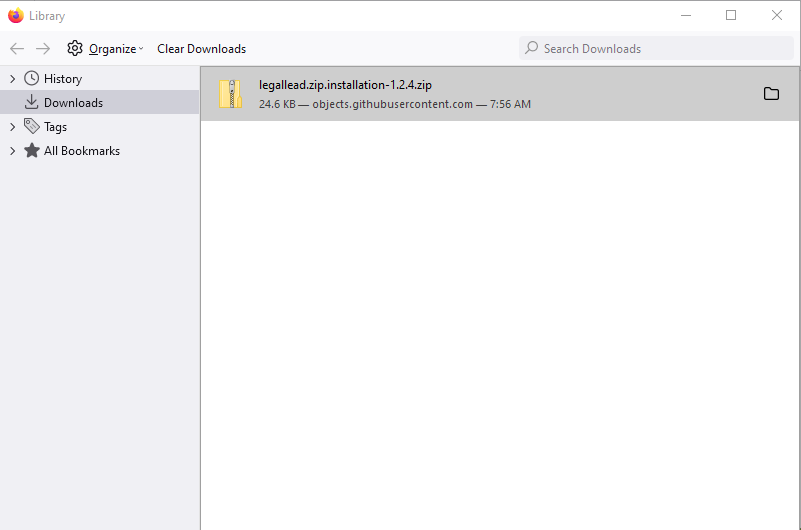 Library
Organize
Clear Downloads
Search Downloads
History
Downloads
Tags
All Bookmarks
legallead.zip.installation-1.2.4.zip
24.6 KB — objects.githubusercontent.com — 7:56 AM